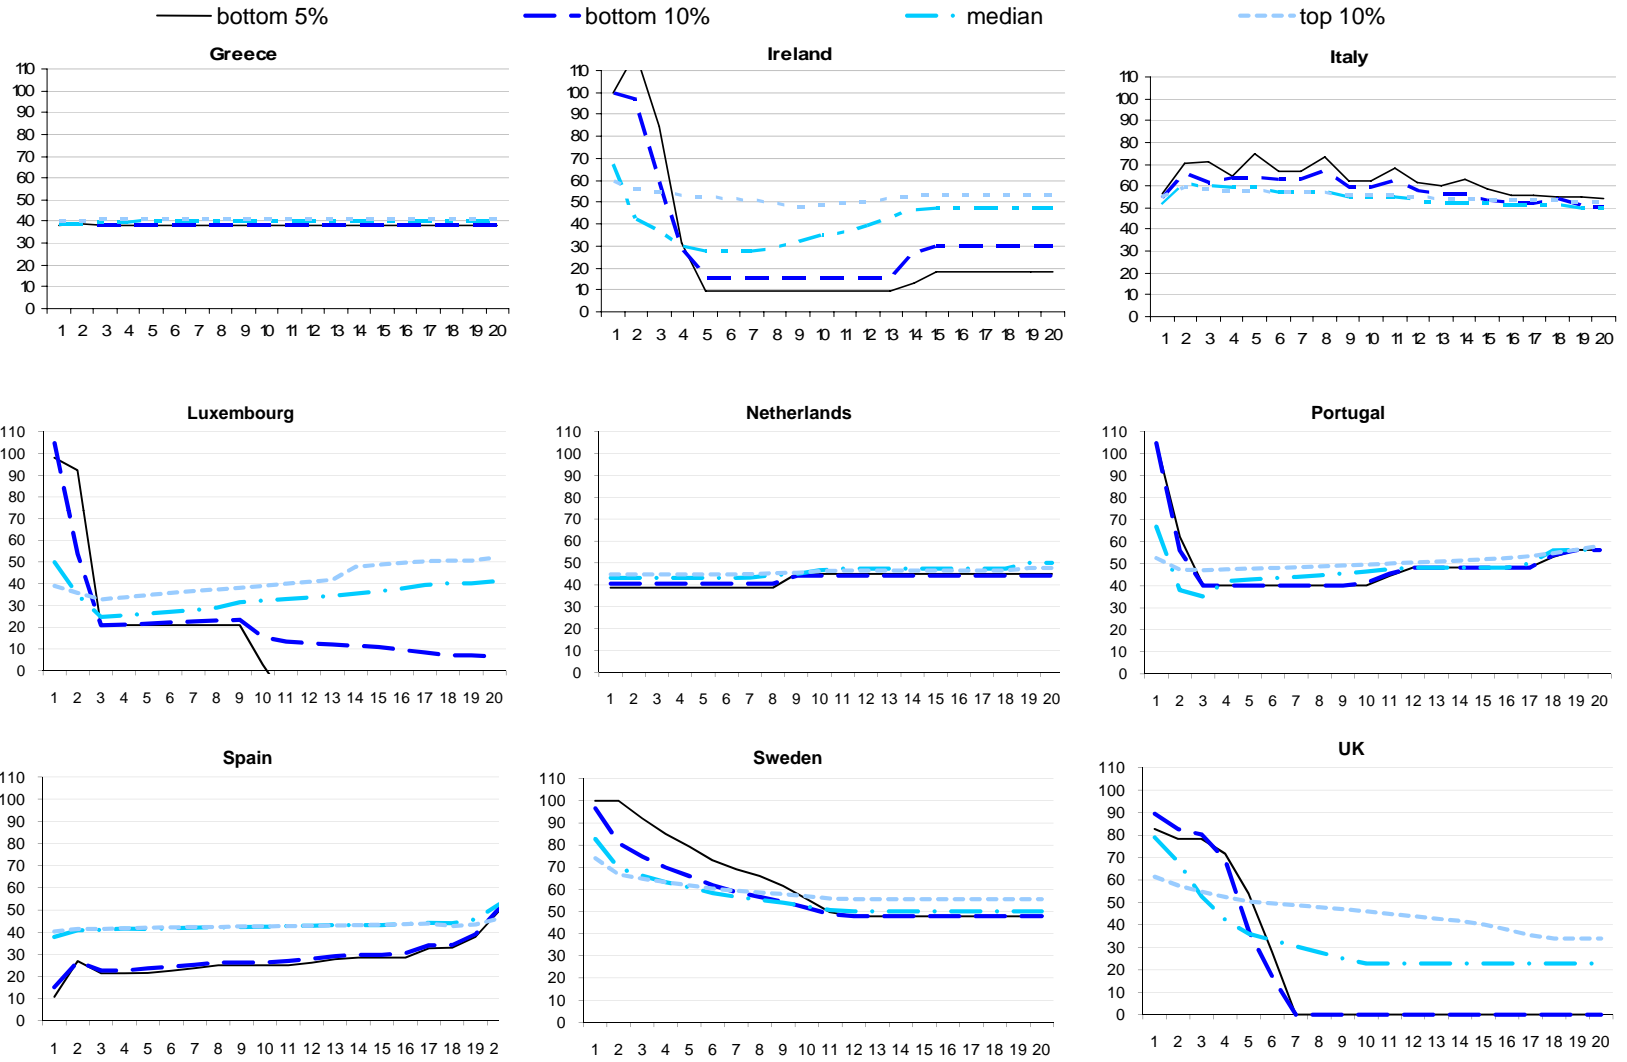 bottom 5% bottom 10% median top 10%
Greece Ireland Italy
110 110 110
100 100 100
90 90 90
80 80 80
70 70 70
60 60 60
50 50 50
40 40 40
30 30 30
20 20 20
10 10 10
0 0 0
1 2 3 4 5 6 7 8 9 10 11 12 13 14 15 16 17 18 19 20 1 2 3 4 5 6 7 8 9 10 11 12 13 14 15 16 17 18 19 20 1 2 3 4 5 6 7 8 9 10 11 12 13 14 15 16 17 18 19 20
Luxembourg Netherlands Portugal
110 110 110
100 100 100
90 90 90
80 80 80
70 70 70
60 60 60
50 50 50
40 40 40
30 30 30
20 20 20
10 10 10
0 0 0
1 2 3 4 5 6 7 8 9 10 11 12 13 14 15 16 17 18 19 20 1 2 3 4 5 6 7 8 9 10 11 12 13 14 15 16 17 18 19 20 1 2 3 4 5 6 7 8 9 10 11 12 13 14 15 16 17 18 19 20
Spain Sweden UK
110 110 110
100 100 100
90 90 90
80 80 80
70 70 70
60 60 60
50 50 50
40 40 40
30 30 30
20 20 20
10 10 10
0 0 0
1 2 3 4 5 6 7 8 9 10 11 12 13 14 15 16 17 18 19 2 1 2 3 4 5 6 7 8 9 10 11 12 13 14 15 16 17 18 19 20 1 2 3 4 5 6 7 8 9 10 11 12 13 14 15 16 17 18 19 20